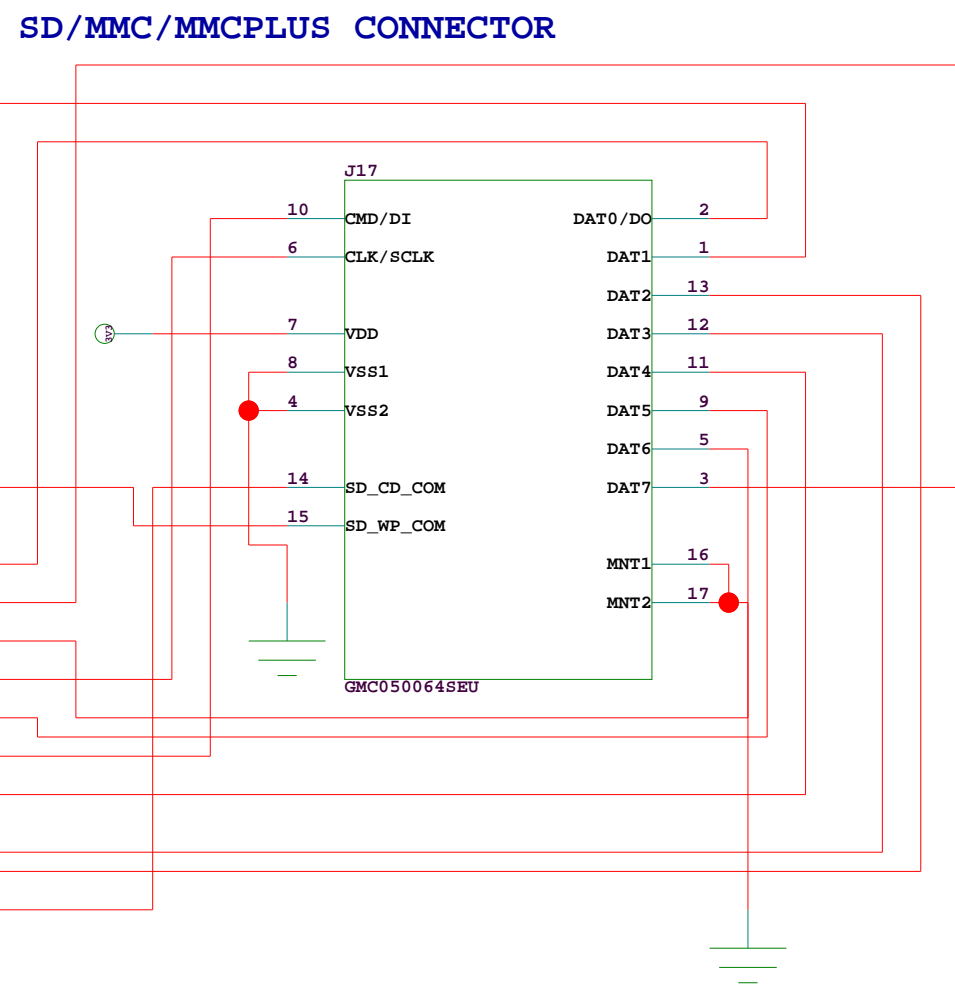 SD/MMC/MMCPLUS CONNECTOR
J17
10 CMD/DI DAT0/DO 2
6 CLK/SCLK DAT1 1
DAT2 13
3V3 7 VDD DAT3 12
8 VSS1 DAT4 11
4 VSS2 DAT5 9
DAT6 5
14 SD_CD_COM DAT7 3
15 SD_WP_COM
MNT1 16
MNT2 17
GMC050064SEU